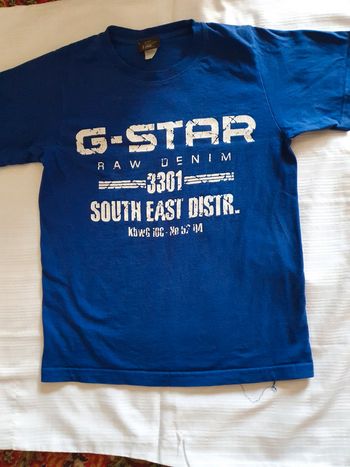 G-STAR
RAW DENIM
3301
SOUTH EAST DISTR.